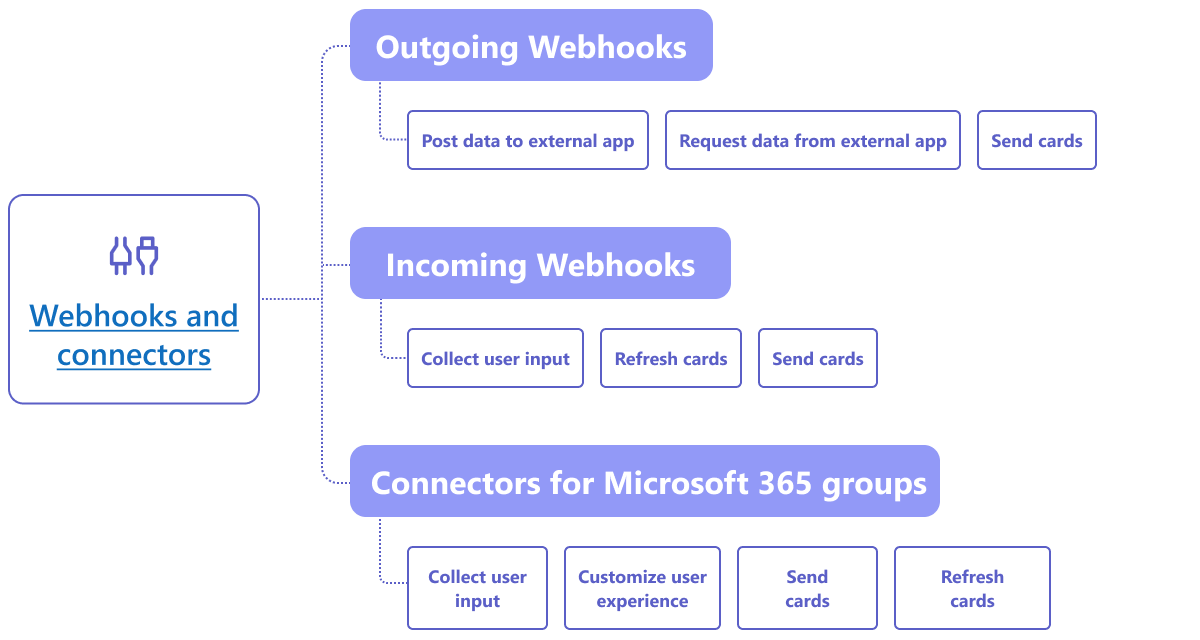 Outgoing Webhooks
Post data to external app
Request data from external app
Send cards
Webhooks and
connectors
Incoming Webhooks
Collect user input
Refresh cards
Send cards
Connectors for Microsoft 365 groups
Collect user
input
Customize user
experience
Send
cards
Refresh
cards